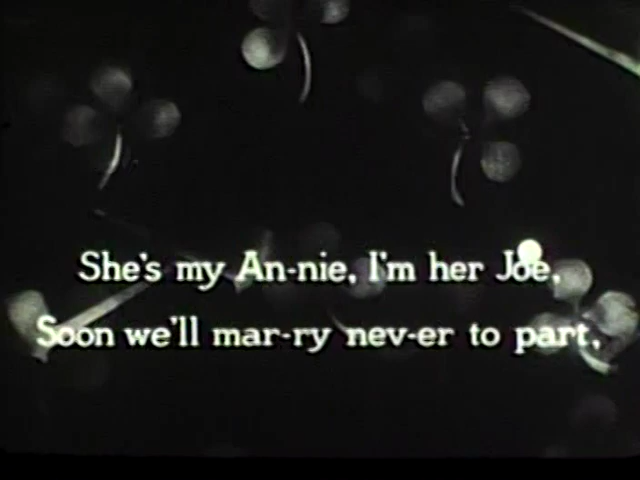 She's my An-nie, I'm her Joe,
Soon we'll mar-ry nev-er to part,